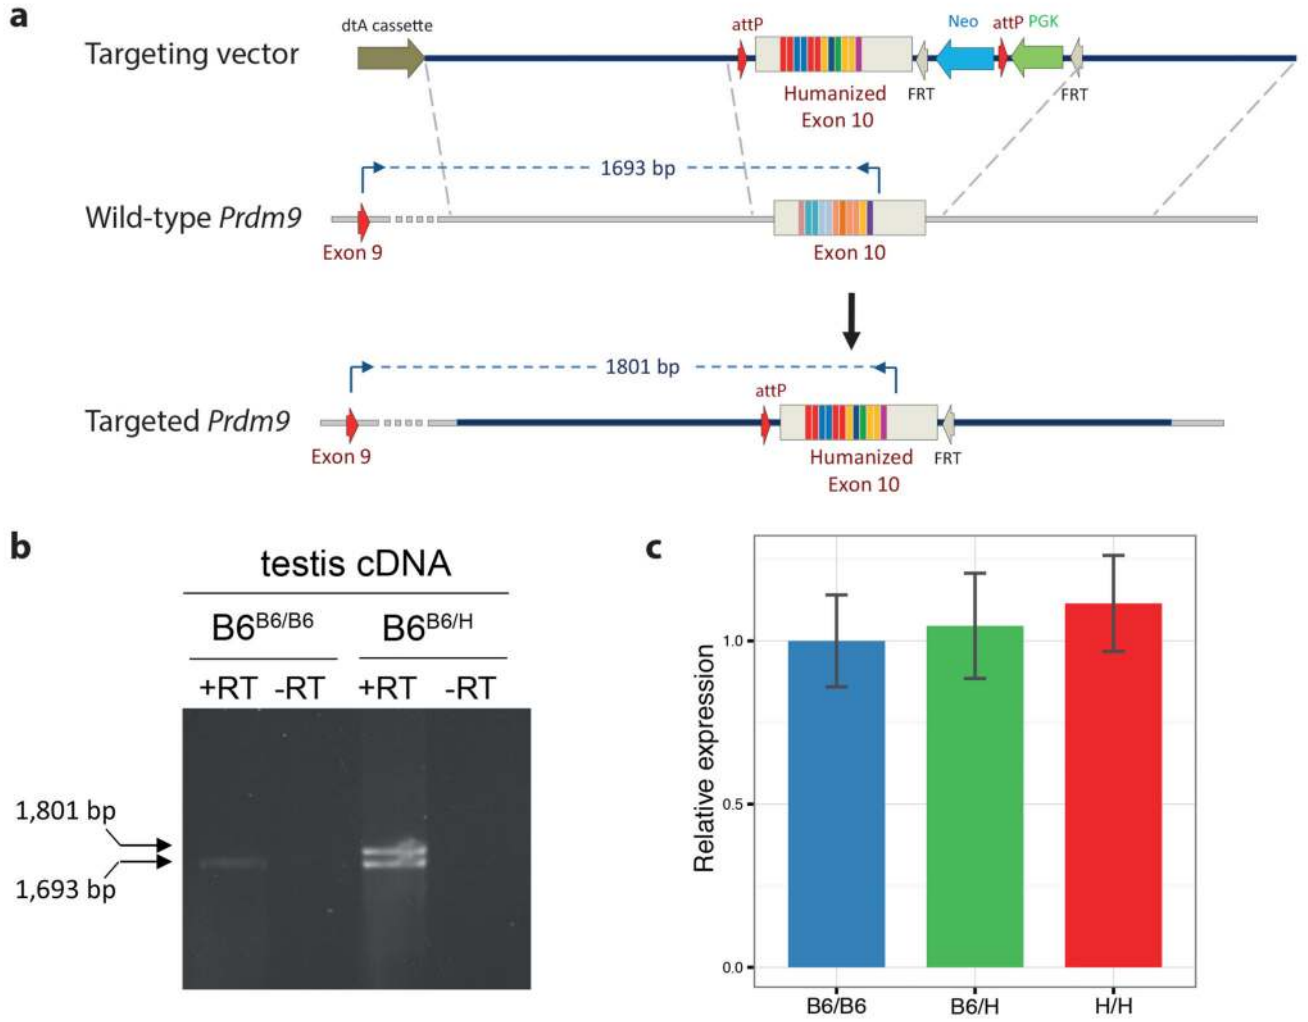 a
dtA cassette
Targeting vector
attP
Neo
attP PGK
Humanized
Exon 10
FRT
FRT
1693 bp
Wild-type Prdm9
Exon 9
Exon 10
1801 bp
attP
Targeted Prdm9
Exon 9
Humanized
Exon 10
FRT
b
testis cDNA
B6B6/B6
B6B6/H
+RT -RT +RT -RT
1,801 bp
1,693 bp
c
Relative expression
1.0
0.5
0.0
B6/B6
B6/H
H/H